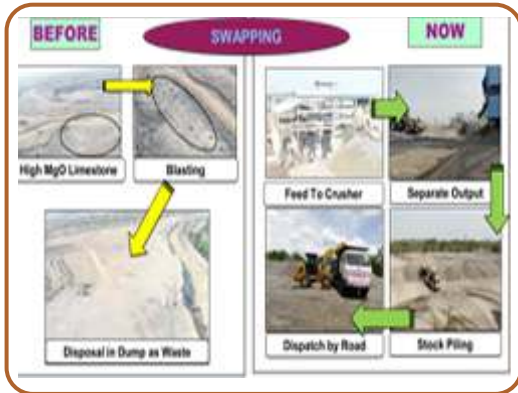 BEFORE
SWAPPING
NOW
High MgO Limestone
Blasting
Disposal in Dump as Waste
Feed To Crusher
Separate Output
Dispatch by Road
Stock Piling